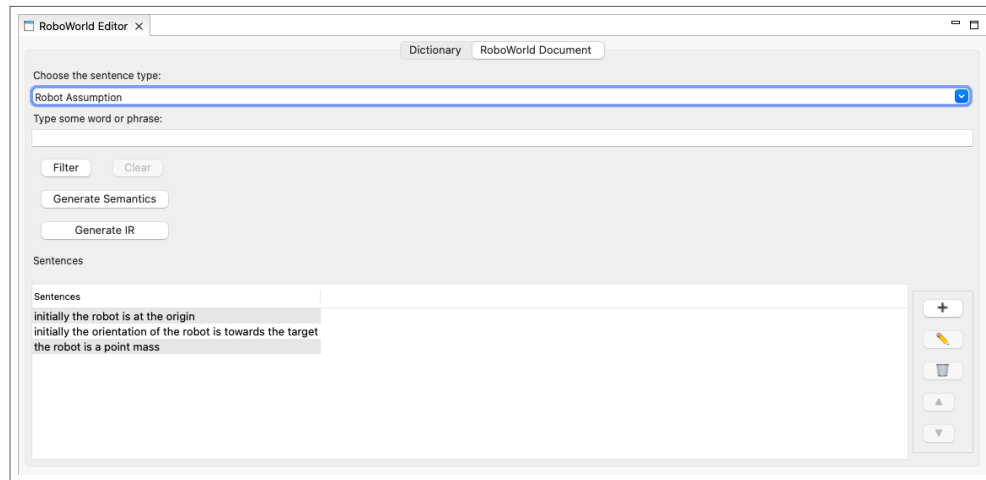 RoboWorld Editor
Dictionary RoboWorld Document
Choose the sentence type:
Robot Assumption
Type some word or phrase:
Filter Clear
Generate Semantics
Generate IR
Sentences
Sentences
initially the robot is at the origin
initially the orientation of the robot is towards the target
the robot is a point mass